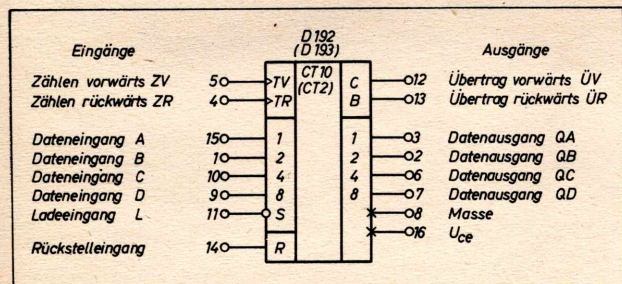 D 192
(D 193)
Eingänge Ausgänge
CT10
(CT2)
Zählen vorwärts ZV 5 TV C 12 Übertrag vorwärts ÜV
Zählen rückwärts ZR 4 TR B 13 Übertrag rückwärts ÜR
Dateneingang A 15 1 1 3 Datenausgang QA
Dateneingang B 1 2 2 2 Datenausgang QB
Dateneingang C 10 4 4 6 Datenausgang QC
Dateneingang D 9 8 8 7 Datenausgang QD
Ladeeingang L 11 S 8 Masse
16 Uce
Rückstelleingang 14 R